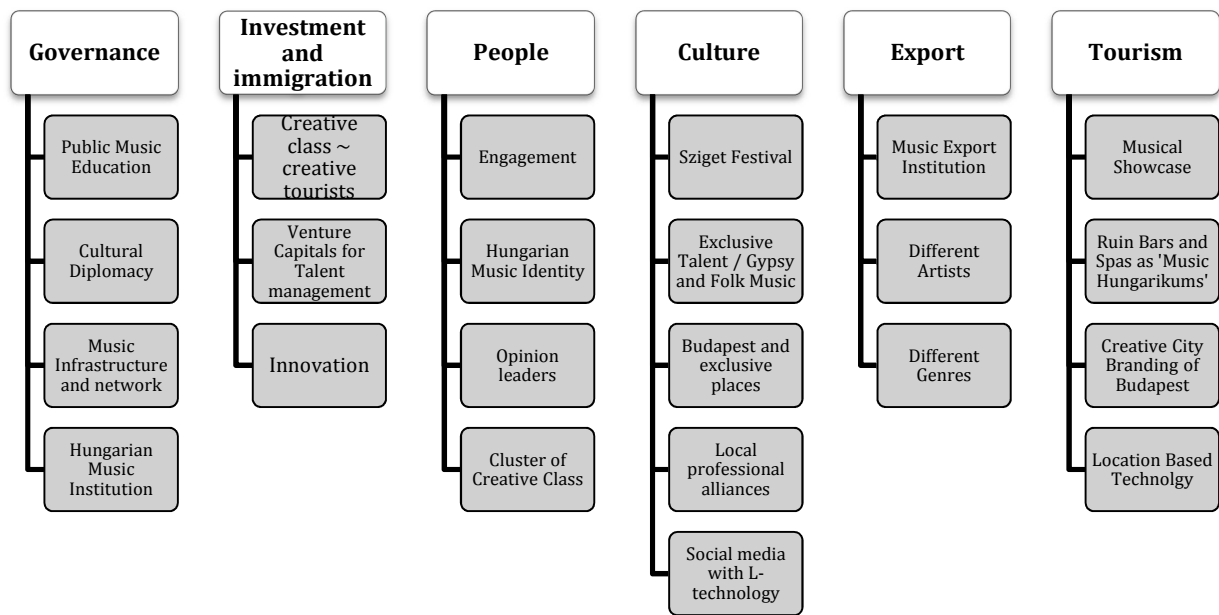 Governance
Public Music
Education
Cultural
Diplomacy
Music
Infrastructure
and network
Hungarian
Music
Institution
Investment
and
immigration
Creative
class ~
creative
tourists
Venture
Capitals for
Talent
management
Innovation
People
Engagement
Hungarian
Music Identity
Opinion
leaders
Cluster of
Creative Class
Culture
Sziget Festival
Exclusive
Talent / Gypsy
and Folk Music
Budapest and
exclusive
places
Local
professional
alliances
Social media
with L-
technology
Export
Music Export
Institution
Different
Artists
Different
Genres
Tourism
Musical
Showcase
Ruin Bars and
Spas as 'Music
Hungarikums'
Creative City
Branding of
Budapest
Location Based
Technolgy